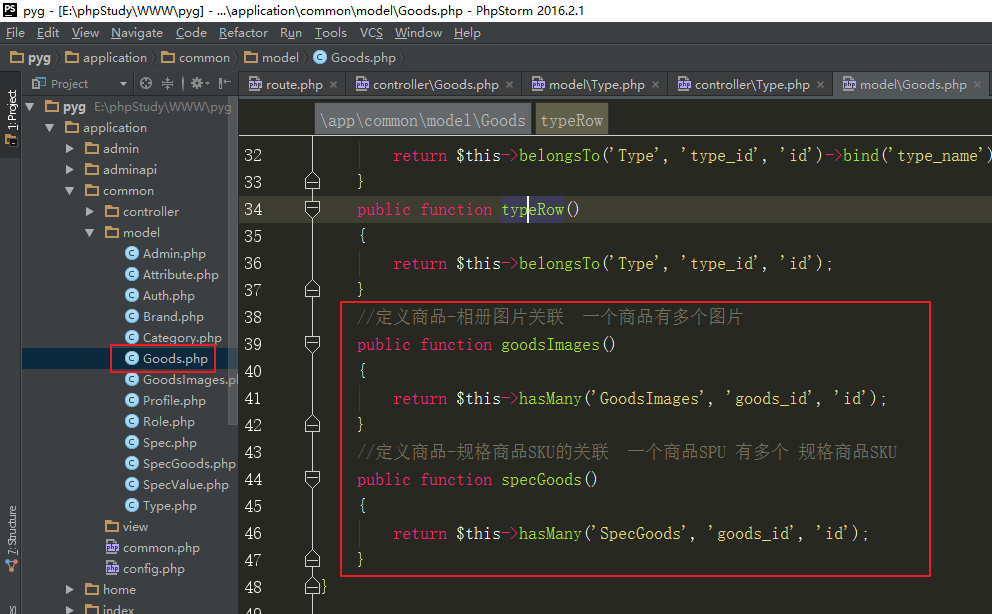 pyg - [E:\phpStudy\WWW\pyg] - ...\application\common\model\Goods.php - PhpStorm 2016.2.1
File Edit View Navigate Code Refactor Run Tools VCS Window Help
pyg application common model Goods.php
Project
route.php controller\Goods.php model\Type.php controller\Type.php model\Goods.php
1: Project
7: Structure
pyg E:\phpStudy\WWW\pyg
application
admin
adminapi
common
controller
model
Admin.php
Attribute.php
Auth.php
Brand.php
Category.php
Goods.php
GoodsImages.pl
Profile.php
Role.php
Spec.php
SpecGoods.php
SpecValue.php
Type.php
view
common.php
config.php
home
index
\app\common\model\Goods typeRow
32 return $this->belongsTo('Type', 'type_id', 'id')->bind('type_name')
33 }
34 public function typeRow()
35 {
36 return $this->belongsTo('Type', 'type_id', 'id');
37 }
38 //定义商品-相册图片关联 一个商品有多个图片
39 public function goodsImages()
40 {
41 return $this->hasMany('GoodsImages', 'goods_id', 'id');
42 }
43 //定义商品-规格商品SKU的关联 一个商品SPU 有多个 规格商品SKU
44 public function specGoods()
45 {
46 return $this->hasMany('SpecGoods', 'goods_id', 'id');
47 }
48 }
49